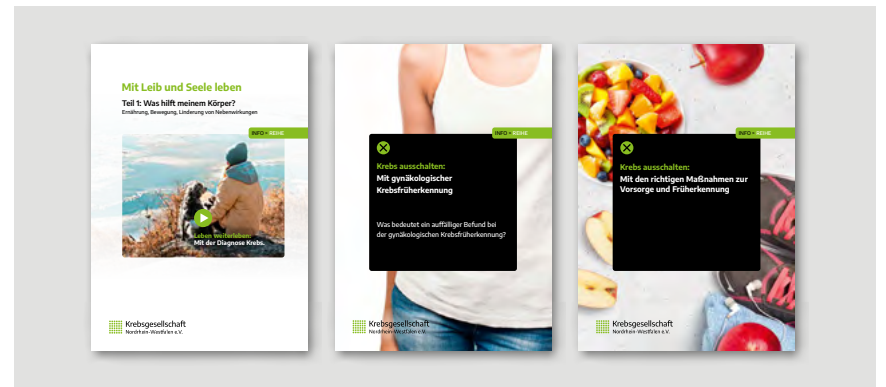 Mit Leib und Seele leben
Teil 1: Was hilft meinem Körper?
Ernährung, Bewegung, Linderung von Nebenwirkungen
INFO•REIHE
Leben weiterleben:
Mit der Diagnose Krebs.
Krebsgesellschaft
Nordrhein-Westfalen e.V.
INFO•REIHE
Krebs ausschalten:
Mit gynäkologischer
Krebsfrüherkennung
Was bedeutet ein auffälliger Befund bei
der gynäkologischen Krebsfrüherkennung?
Krebsgesellschaft
Nordrhein-Westfalen e.V.
INFO•REIHE
Krebs ausschalten:
Mit den richtigen Maßnahmen zur
Vorsorge und Früherkennung
Krebsgesellschaft
Nordrhein-Westfalen e.V.